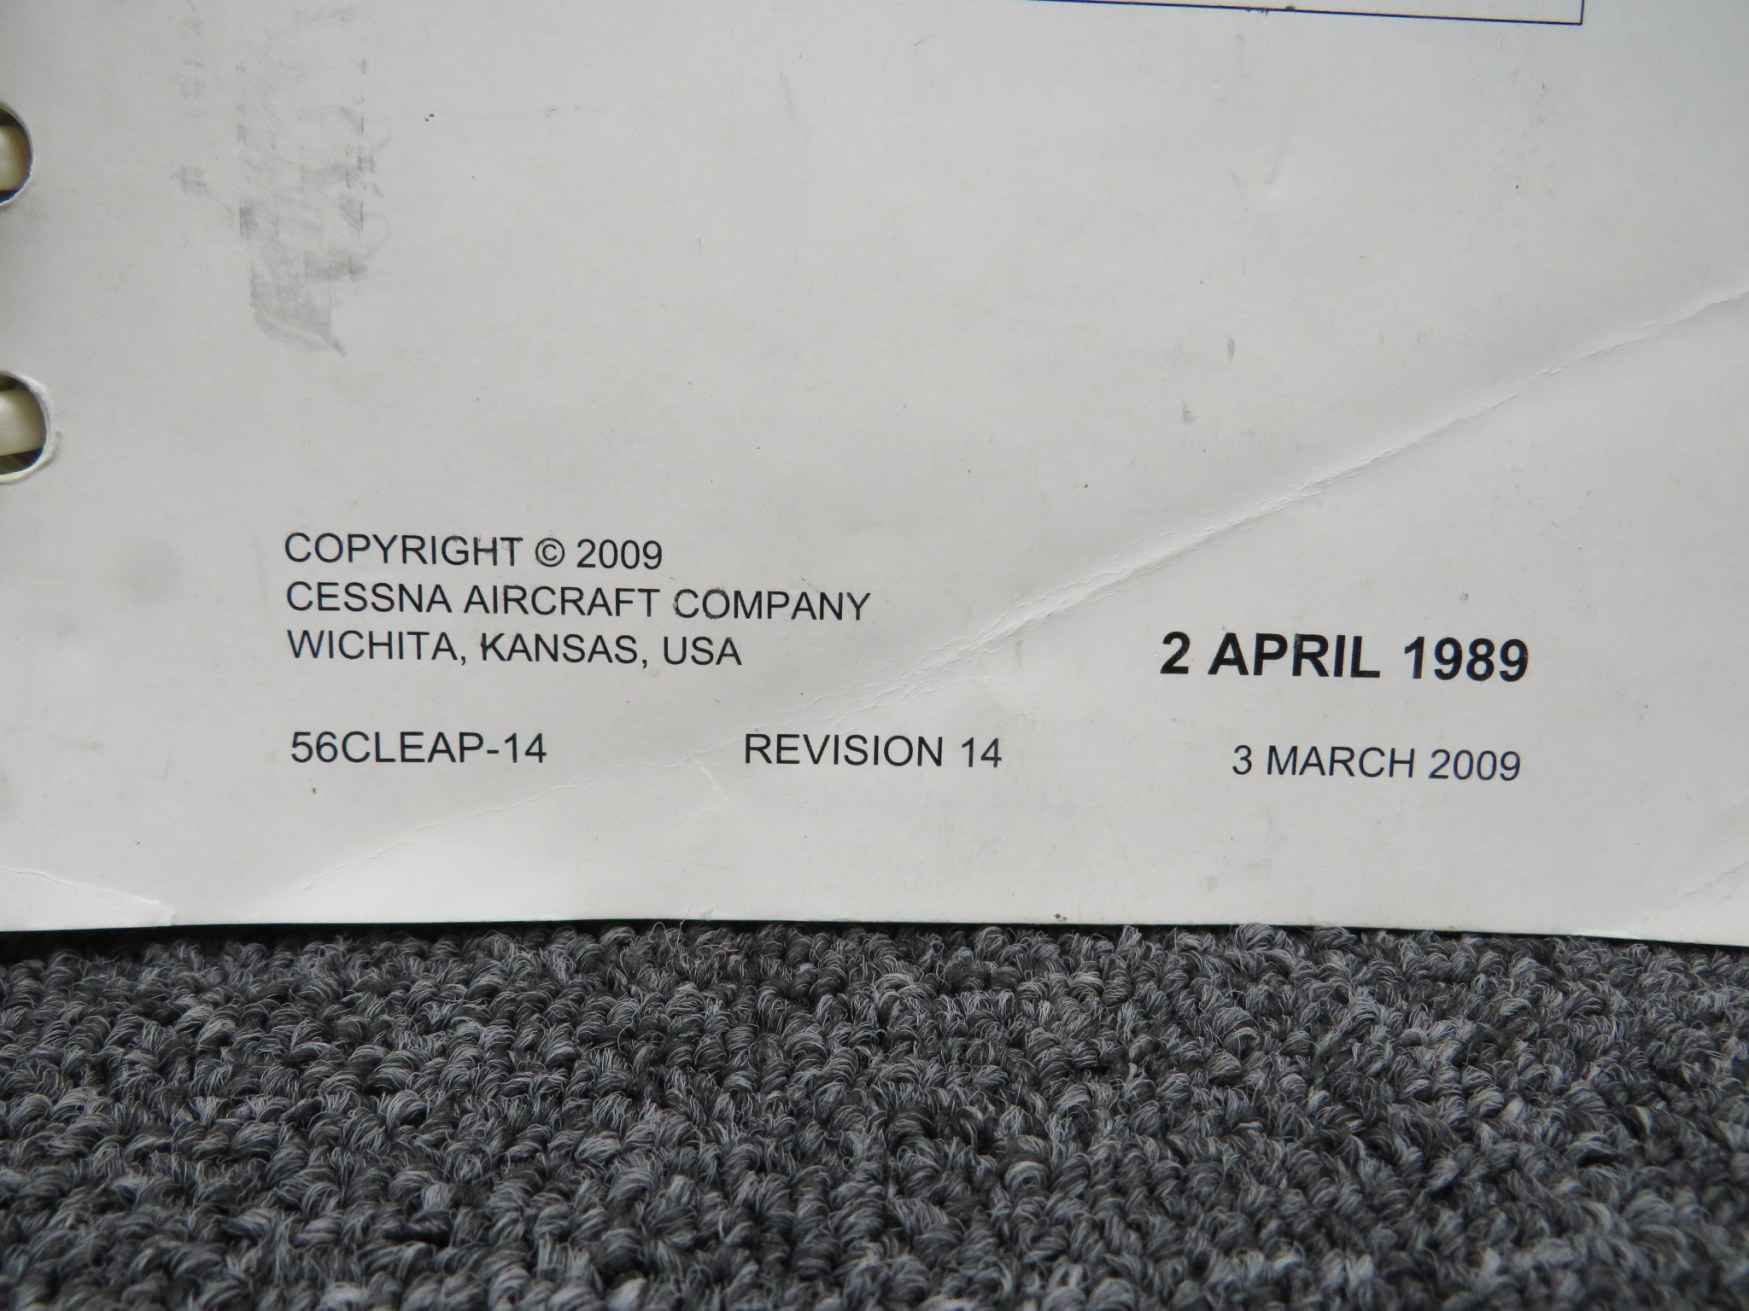 COPYRIGHT © 2009
CESSNA AIRCRAFT COMPANY
WICHITA, KANSAS, USA
2 APRIL 1989
56CLEAP-14 REVISION 14 3 MARCH 2009